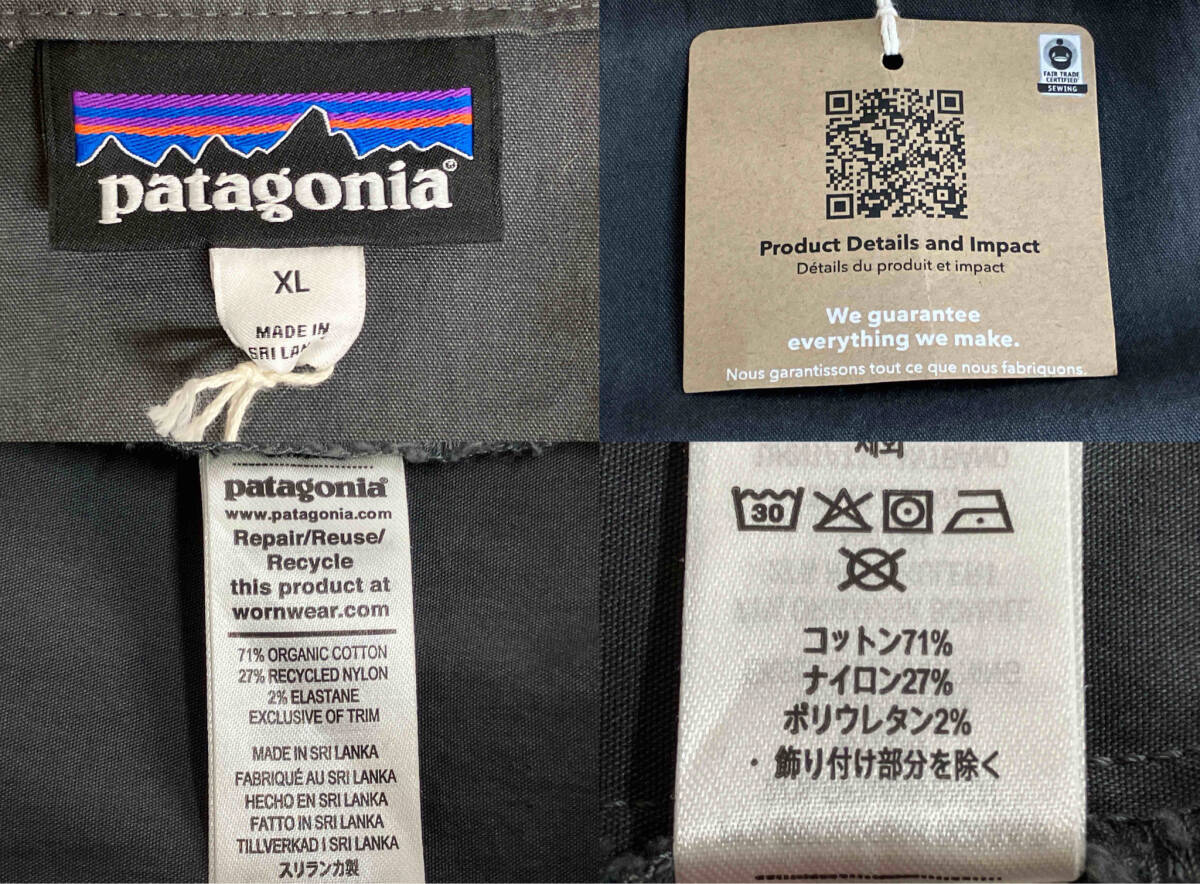 patagonia®
XL
MADE IN
SRI
FAIR TRADE
CERTIFIED
SEWING
Product Details and Impact
Détails du produit et impact
We guarantee
everything we make.
Nous garantissons tout ce que nous fabriquons.
patagonia®
www.patagonia.com
Repair/Reuse/
Recycle
this product at
wornwear.com
71% ORGANIC COTTON
27% RECYCLED NYLON
2% ELASTANE
EXCLUSIVE OF TRIM
MADE IN SRI LANKA
FABRIQUÉ AU SRI LANKA
HECHO EN SRI LANKA
FATTO IN SRI LANKA
TILLVERKAD I SRI LANKA
スリランカ製
30
コットン71%
ナイロン27%
ポリウレタン2%
・飾り付け部分を除く